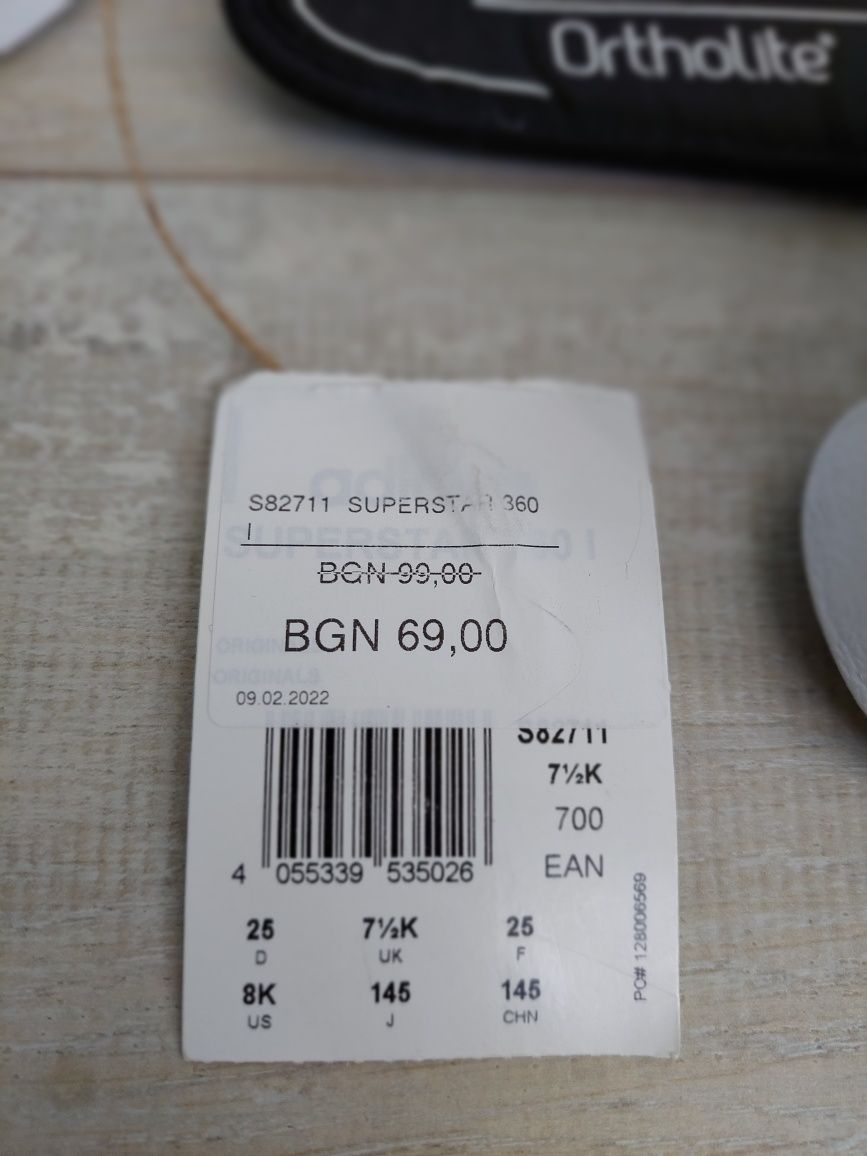 Ortholite
S82711 SUPERSTAR 360
I
BGN 99,00
BGN 69,00
ORIGINALS
09.02.2022
S82711
7½K
700
EAN
4 055339 535026
25 7½K 25
D UK F
8K 145 145
US J CHN
PO# 128006569